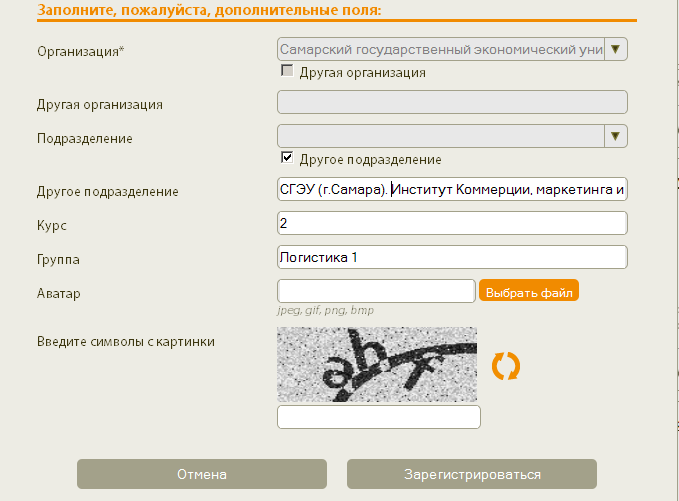 Заполните, пожалуйста, дополнительные поля:
Организация* Самарский государственный экономический уни
Другая организация
Другая организация
Подразделение
Другое подразделение
Другое подразделение СГЭУ (г.Самара). Институт Коммерции, маркетинга и
Курс 2
Группа Логистика 1
Аватар Выбрать файл
jpeg, gif, png, bmp
Введите символы с картинки
Отмена Зарегистрироваться